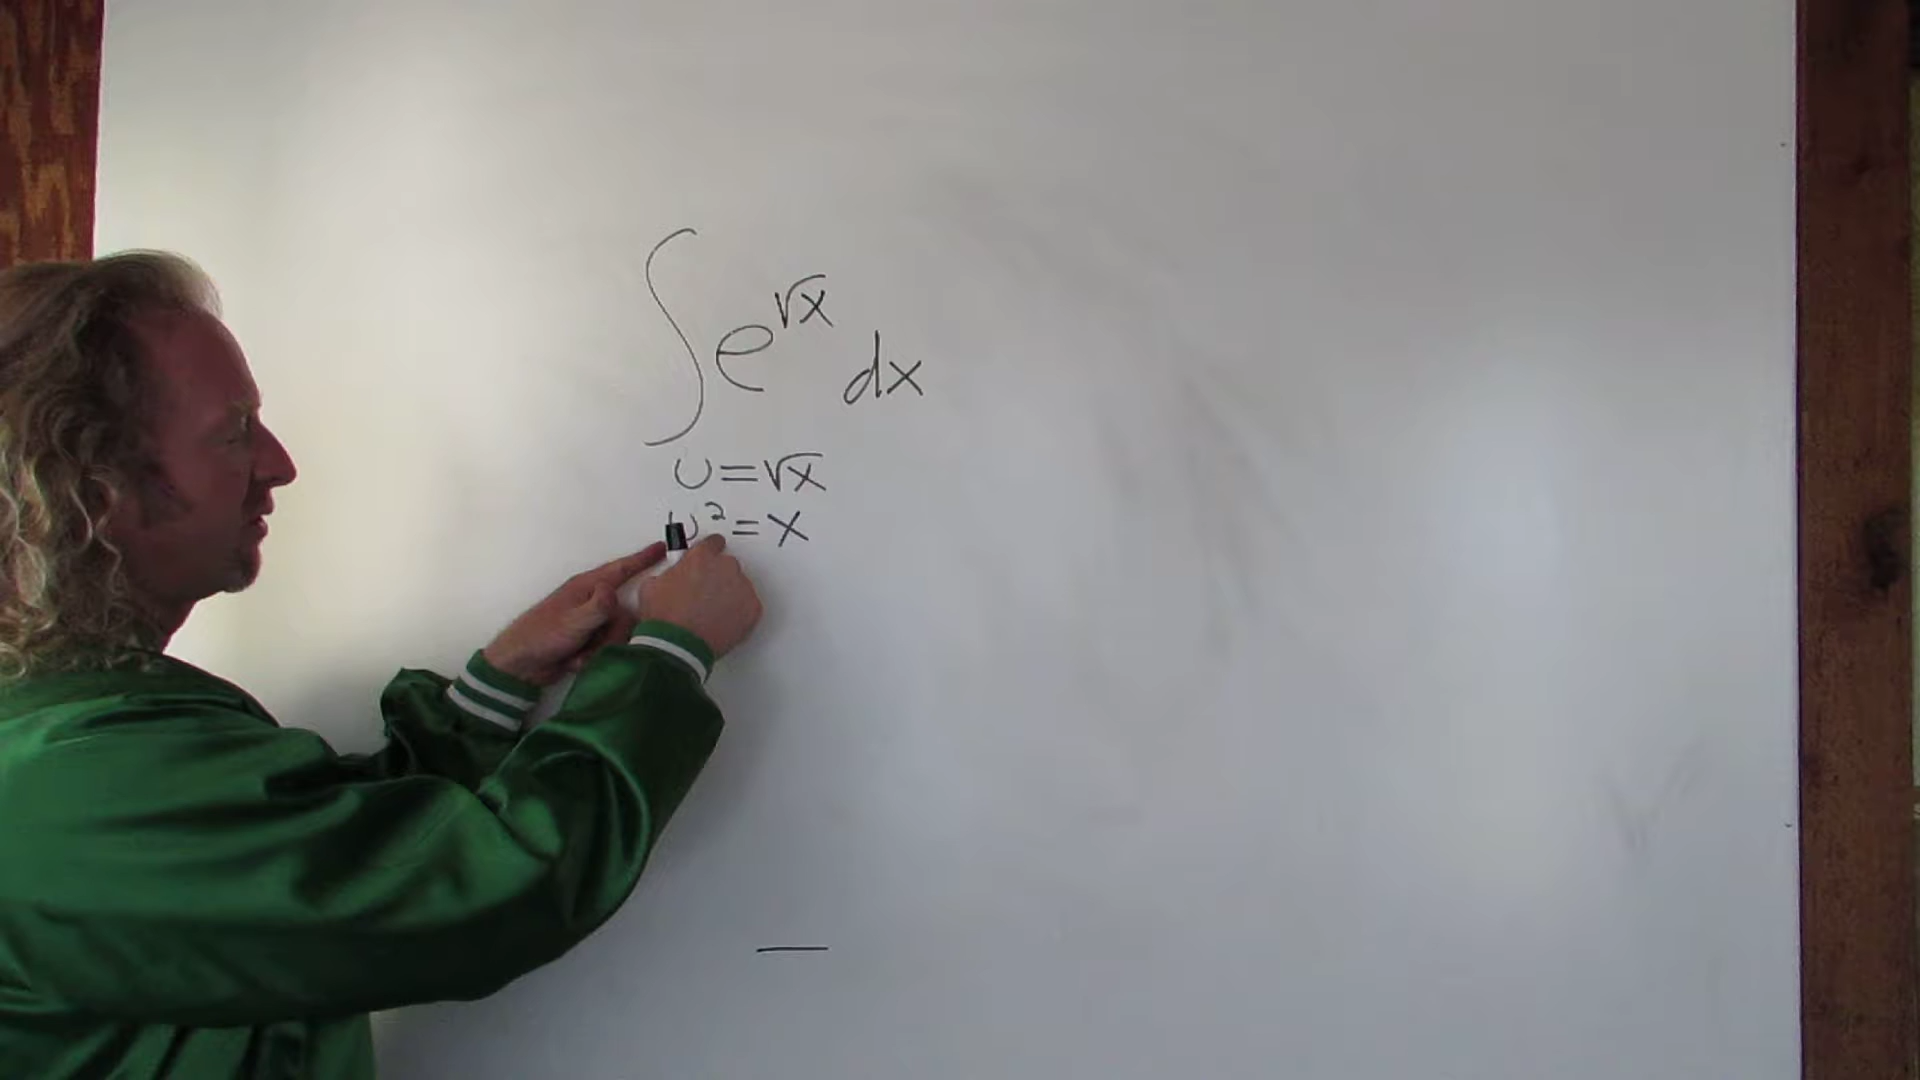 ∫e^√x dx
u=√x
u²=x